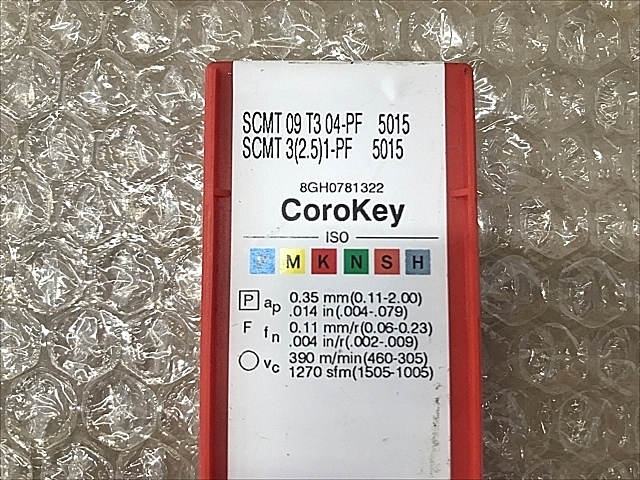 SCMT 09 T3 04-PF 5015
SCMT 3(2.5)1-PF 5015
8GH0781322
CoroKey
ISO
P M K N S H
P ap 0.35 mm(0.11-2.00)
.014 in(.004-.079)
F fn 0.11 mm/r(0.06-0.23)
.004 in/r(.002-.009)
vc 390 m/min(460-305)
1270 sfm(1505-1005)